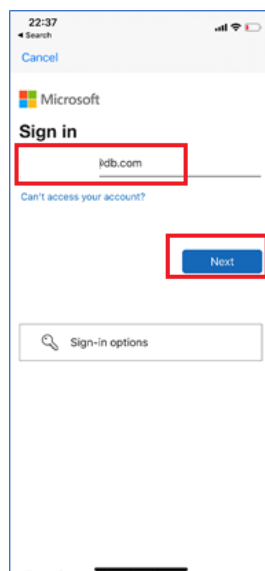 22:37
◂ Search
Cancel
Microsoft
Sign in
@db.com
Can't access your account?
Next
Sign-in options